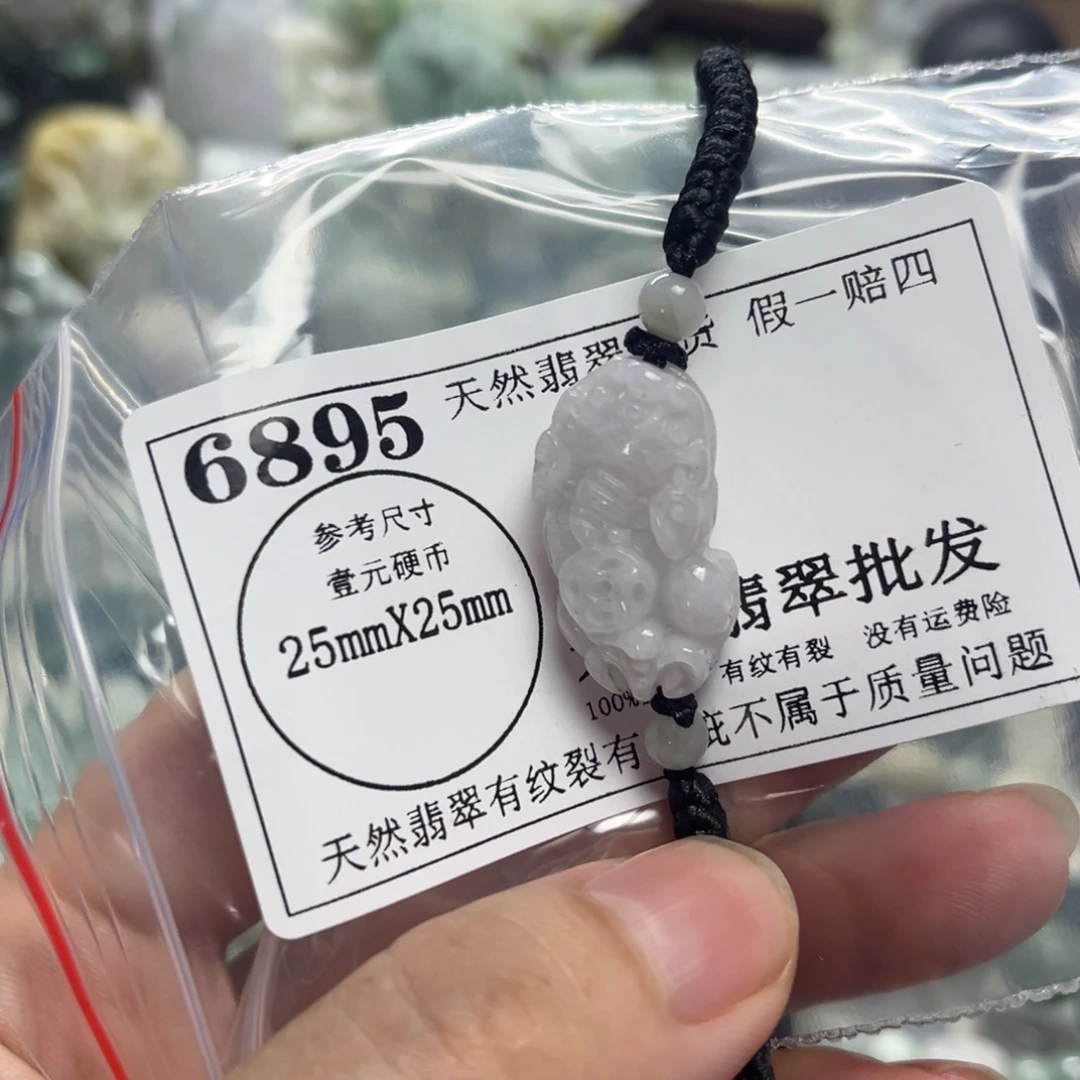 天然翡翠 货 假一赔四
6895
参考尺寸
壹元硬币
25mmX25mm
翡翠批发
有纹有裂 没有运费险
100%
天然翡翠有纹裂有 疵不属于质量问题